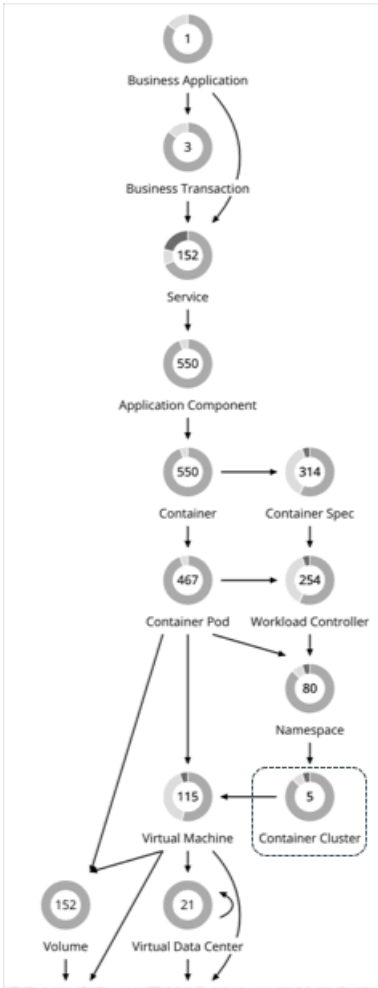 1
Business Application
3
Business Transaction
152
Service
550
Application Component
550
314
Container
Container Spec
467
254
Container Pod
Workload Controller
80
Namespace
115
5
Virtual Machine
Container Cluster
152
21
Volume
Virtual Data Center